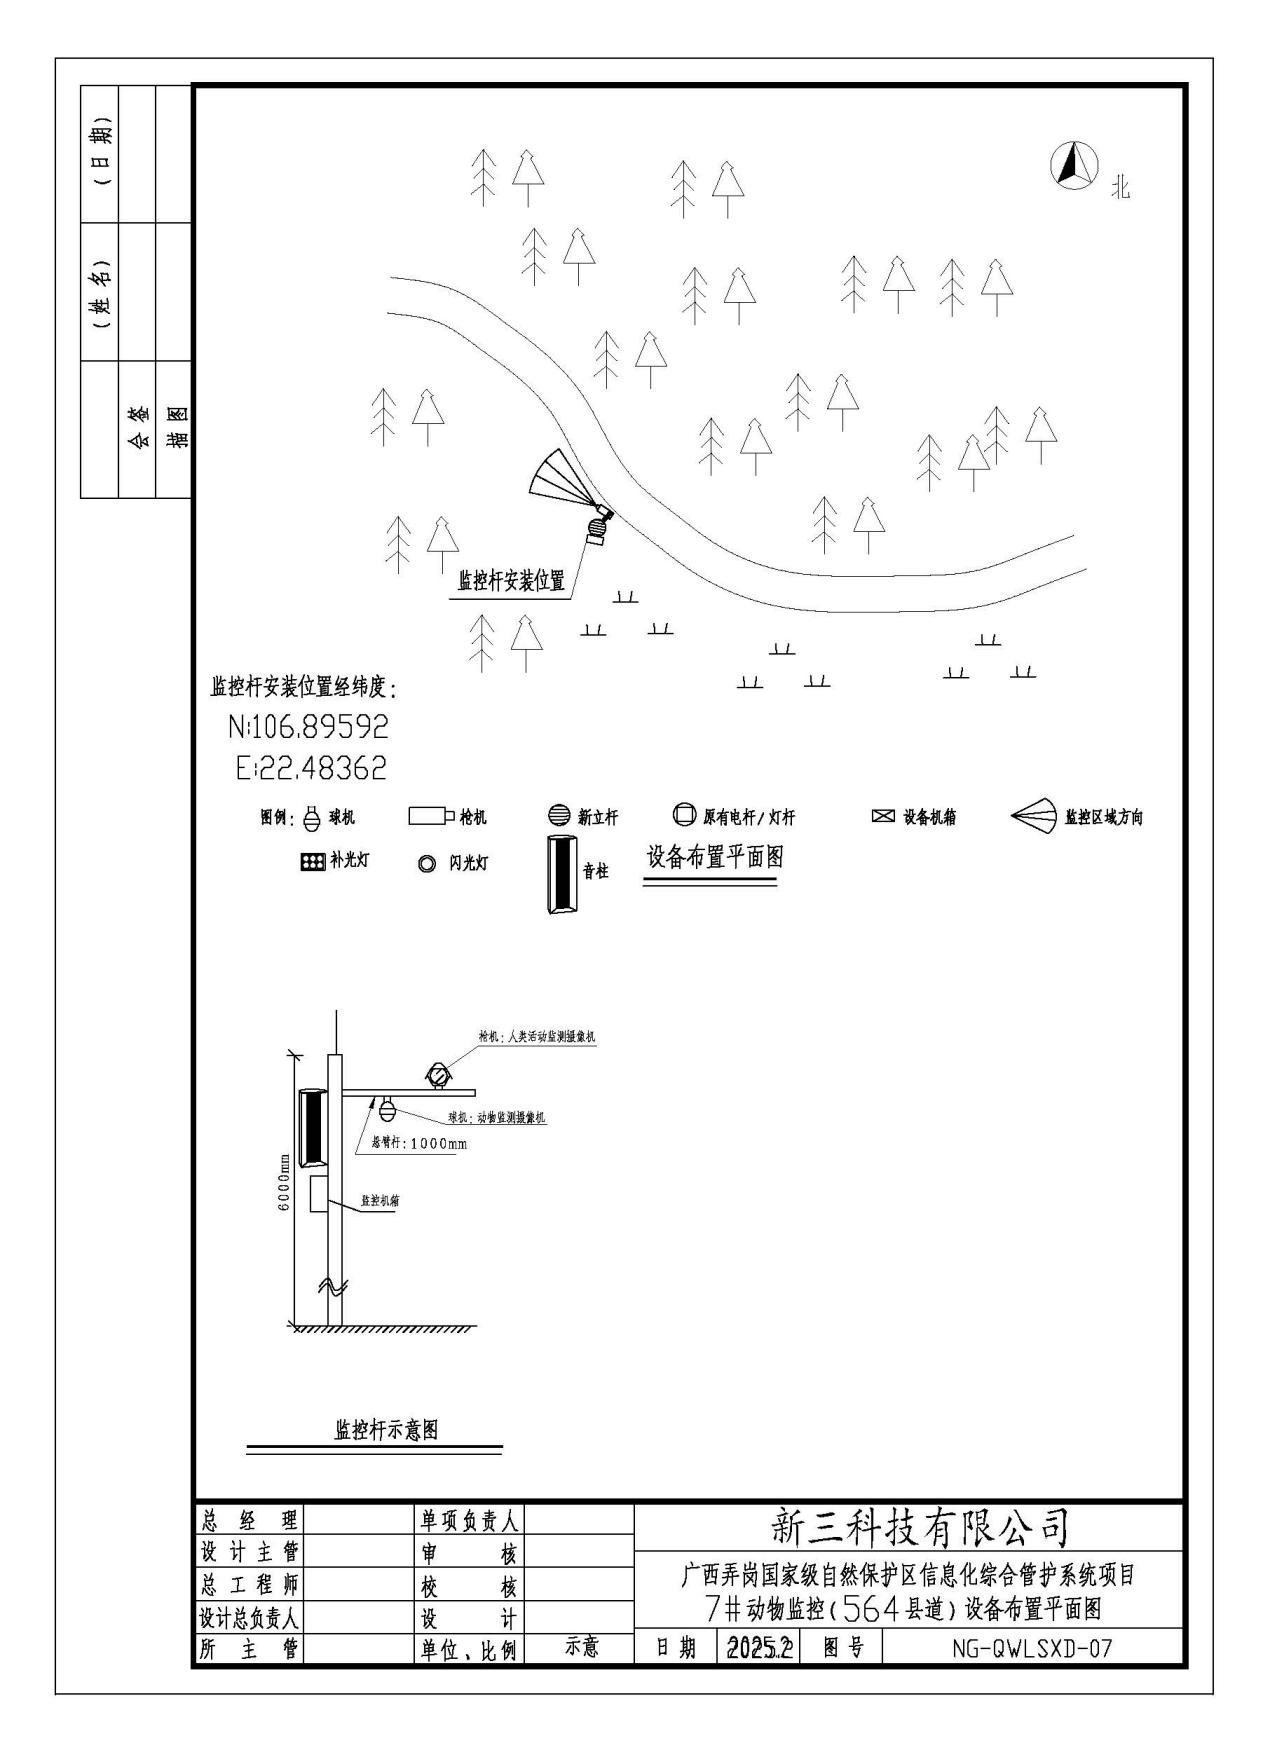 (日 期)
(姓 名)
会 签
描 图
北
监控杆安装位置
监控杆安装位置经纬度:
N:106.89592
E:22.48362
图例: 球机 枪机 新立杆 原有电杆/灯杆 设备机箱 监控区域方向
补光灯 闪光灯 音柱 设备布置平面图
枪机: 人类活动监测摄像机
球机: 动物监测摄像机
悬臂杆: 1000mm
6000mm
监控机箱
监控杆示意图
总 经 理 单项负责人 新三科技有限公司
设 计 主 管 审 核
总 工 程 师 校 核 广西弄岗国家级自然保护区信息化综合管护系统项目
设计总负责人 设 计 7#动物监控(564县道)设备布置平面图
所 主 管 单位、比例 示意 日 期 2025.2 图 号 NG-QWLSXD-07